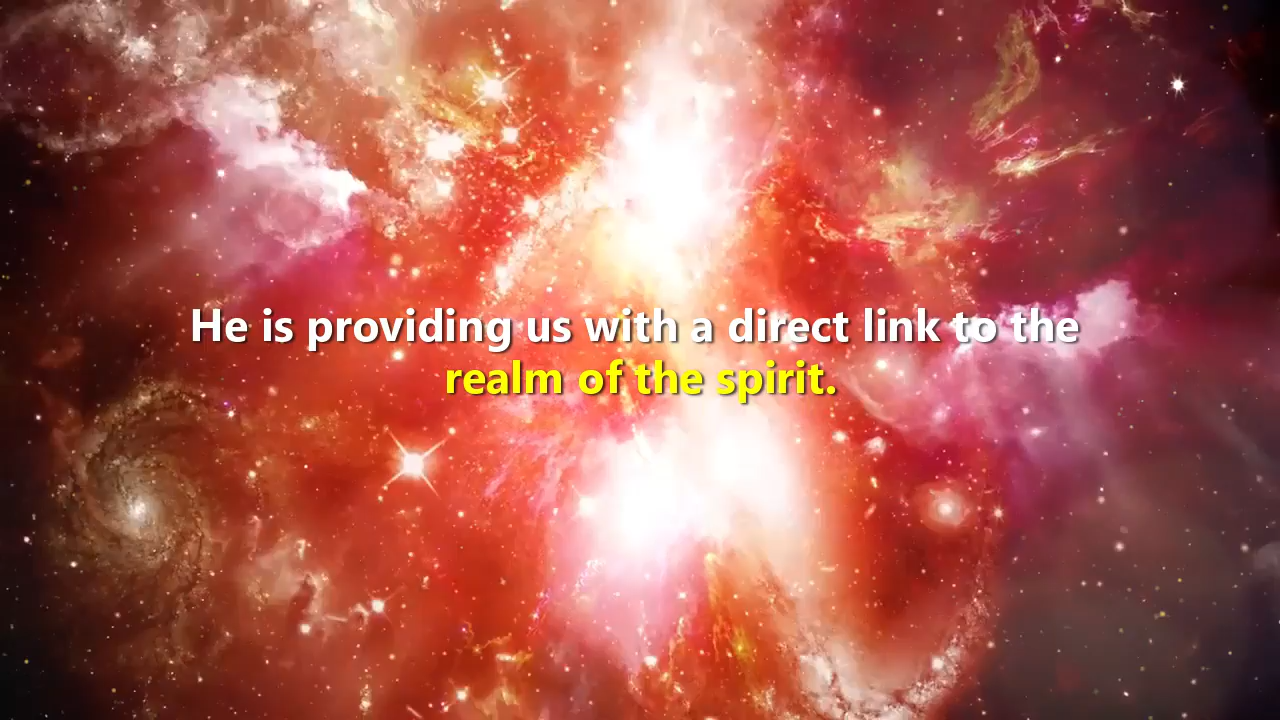 He is providing us with a direct link to the
realm of the spirit.